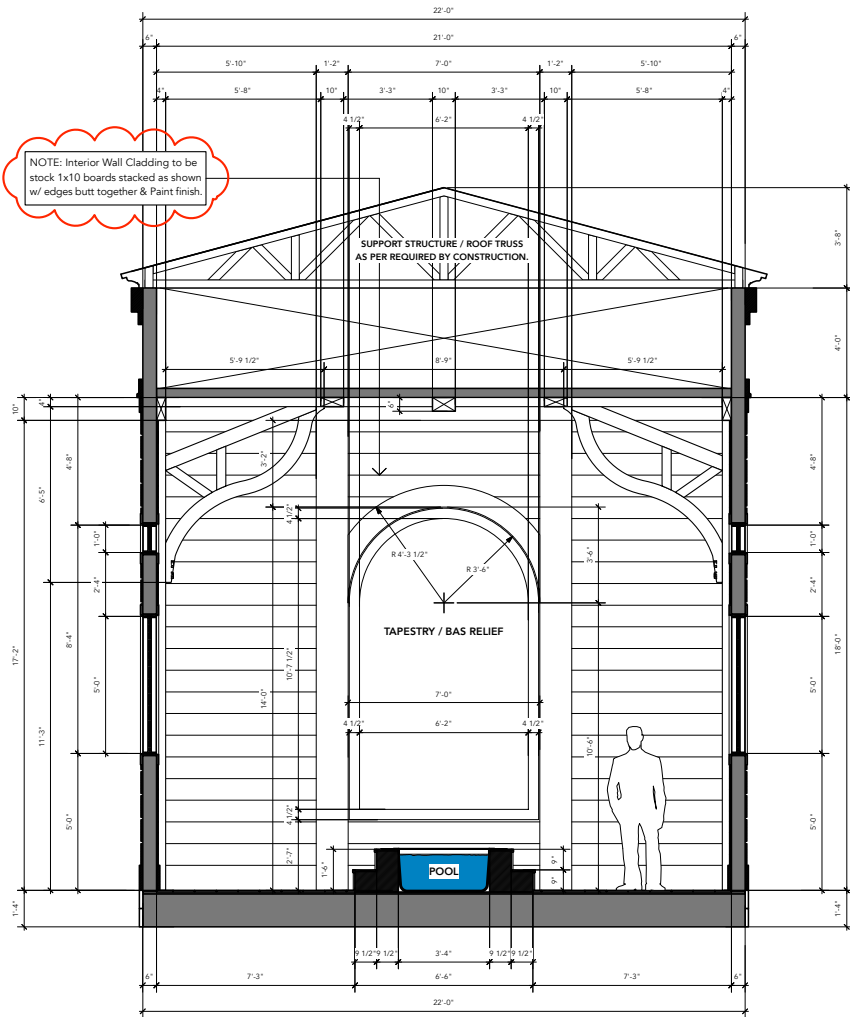 22'-0"
6" 21'-0" 6"
5'-10" 1'-2" 7'-0" 1'-2" 5'-10"
4" 5'-8" 10" 3'-3" 10" 3'-3" 10" 5'-8" 4"
4 1/2" 6'-2" 4 1/2"
NOTE: Interior Wall Cladding to be
stock 1x10 boards stacked as shown
w/ edges butt together & Paint finish.
SUPPORT STRUCTURE / ROOF TRUSS
AS PER REQUIRED BY CONSTRUCTION.
3'-8"
4'-0"
5'-9 1/2" 8'-9" 5'-9 1/2"
10"
4"
6"
4'-8"
6'-5"
3'-2"
4'-8"
4 1/2"
1'-0"
R 4'-3 1/2"
R 3'-6"
3'-6"
1'-0"
2'-4"
2'-4"
TAPESTRY / BAS RELIEF
17'-2"
8'-4"
10'-7 1/2"
18'-0"
5'-0"
14'-0"
7'-0"
5'-0"
4 1/2" 6'-2" 4 1/2"
11'-3"
10'-6"
5'-0"
4 1/2"
5'-0"
2'-7"
1'-6"
POOL
9"
9"
1'-4"
1'-4"
9 1/2" 9 1/2" 3'-4" 9 1/2" 9 1/2"
6" 7'-3" 6'-6" 7'-3" 6"
22'-0"